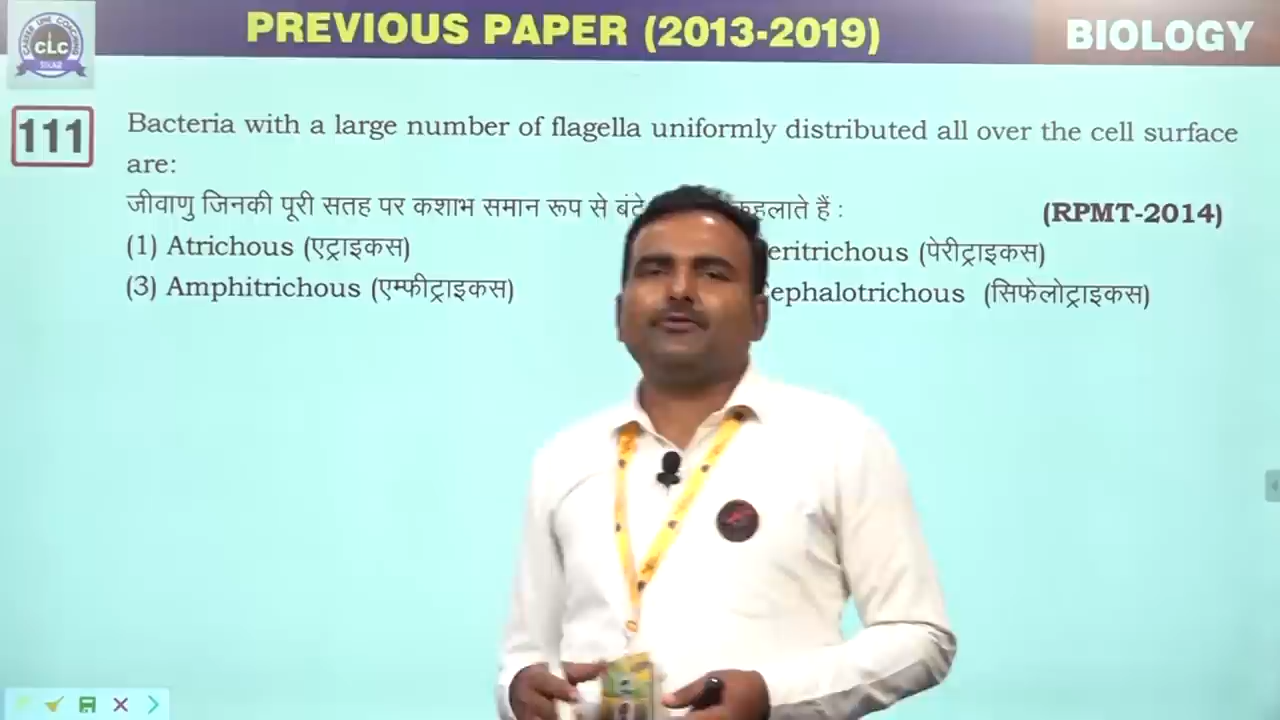 PREVIOUS PAPER (2013-2019)
BIOLOGY
CLC
SIKAR
111
Bacteria with a large number of flagella uniformly distributed all over the cell surface
are:
जीवाणु जिनकी पूरी सतह पर कशाभ समान रूप से कहलाते हैं :
(RPMT-2014)
(1) Atrichous (एट्राइकस)
eritrichous (पेरीट्राइकस)
(3) Amphitrichous (एम्फीट्राइकस)
ephalotrichous (सिफेलोट्राइकस)